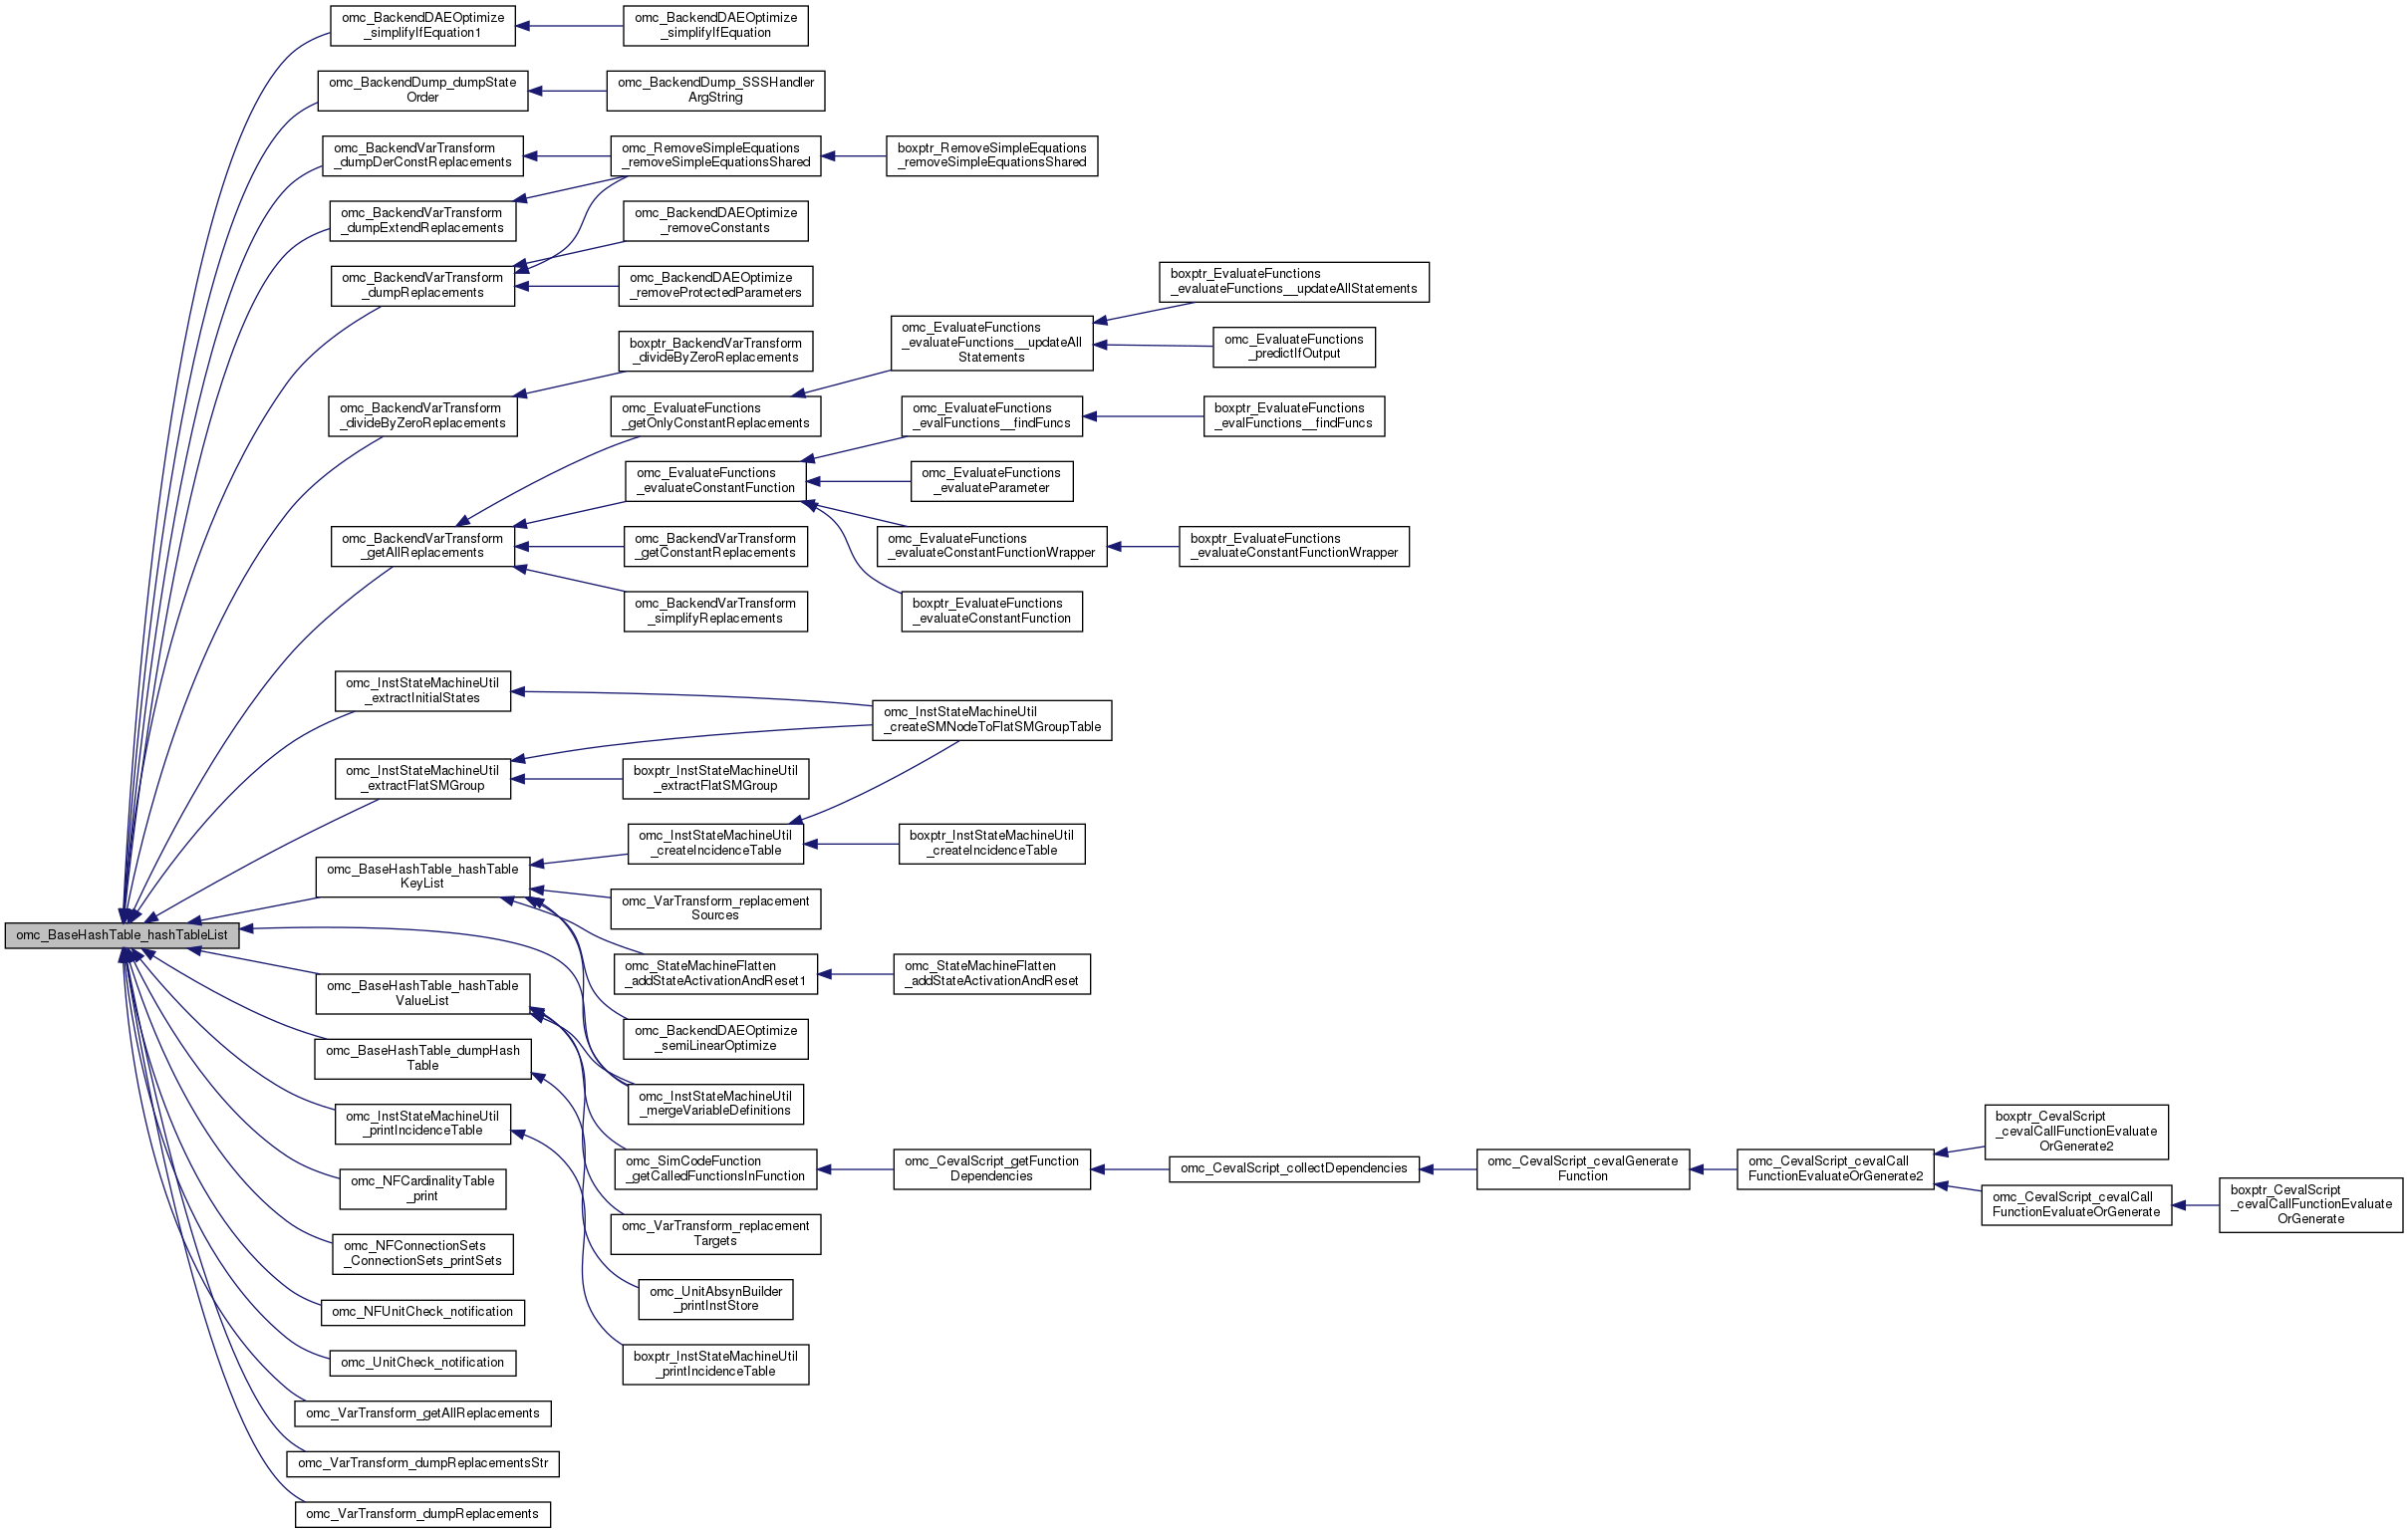 omc_BaseHashTable_hashTableList
omc_BackendDAEOptimize
_simplifyIfEquation1
omc_BackendDAEOptimize
_simplifyIfEquation
omc_BackendDump_dumpState
Order
omc_BackendDump_SSSHandler
ArgString
omc_BackendVarTransform
_dumpDerConstReplacements
omc_RemoveSimpleEquations
_removeSimpleEquationsShared
boxptr_RemoveSimpleEquations
_removeSimpleEquationsShared
omc_BackendVarTransform
_dumpExtendReplacements
omc_BackendDAEOptimize
_removeConstants
omc_BackendVarTransform
_dumpReplacements
omc_BackendDAEOptimize
_removeProtectedParameters
boxptr_EvaluateFunctions
_evaluateFunctions__updateAllStatements
boxptr_BackendVarTransform
_divideByZeroReplacements
omc_EvaluateFunctions
_evaluateFunctions__updateAll
Statements
omc_EvaluateFunctions
_predictIfOutput
omc_BackendVarTransform
_divideByZeroReplacements
omc_EvaluateFunctions
_getOnlyConstantReplacements
omc_EvaluateFunctions
_evalFunctions__findFuncs
boxptr_EvaluateFunctions
_evalFunctions__findFuncs
omc_EvaluateFunctions
_evaluateConstantFunction
omc_EvaluateFunctions
_evaluateParameter
omc_BackendVarTransform
_getAllReplacements
omc_BackendVarTransform
_getConstantReplacements
omc_EvaluateFunctions
_evaluateConstantFunctionWrapper
boxptr_EvaluateFunctions
_evaluateConstantFunctionWrapper
omc_BackendVarTransform
_simplifyReplacements
boxptr_EvaluateFunctions
_evaluateConstantFunction
omc_InstStateMachineUtil
_extractInitialStates
omc_InstStateMachineUtil
_createSMNodeToFlatSMGroupTable
omc_InstStateMachineUtil
_extractFlatSMGroup
boxptr_InstStateMachineUtil
_extractFlatSMGroup
omc_InstStateMachineUtil
_createIncidenceTable
boxptr_InstStateMachineUtil
_createIncidenceTable
omc_BaseHashTable_hashTable
KeyList
omc_VarTransform_replacement
Sources
omc_StateMachineFlatten
_addStateActivationAndReset1
omc_StateMachineFlatten
_addStateActivationAndReset
omc_BaseHashTable_hashTable
ValueList
omc_BackendDAEOptimize
_semiLinearOptimize
omc_BaseHashTable_dumpHash
Table
omc_InstStateMachineUtil
_mergeVariableDefinitions
omc_InstStateMachineUtil
_printIncidenceTable
omc_SimCodeFunction
_getCalledFunctionsInFunction
omc_CevalScript_getFunction
Dependencies
omc_CevalScript_collectDependencies
omc_CevalScript_cevalGenerate
Function
omc_CevalScript_cevalCall
FunctionEvaluateOrGenerate2
boxptr_CevalScript
_cevalCallFunctionEvaluate
OrGenerate2
omc_CevalScript_cevalCall
FunctionEvaluateOrGenerate
boxptr_CevalScript
_cevalCallFunctionEvaluate
OrGenerate
omc_NFCardinalityTable
_print
omc_VarTransform_replacement
Targets
omc_NFConnectionSets
_ConnectionSets_printSets
omc_UnitAbsynBuilder
_printInstStore
omc_NFUnitCheck_notification
omc_UnitCheck_notification
boxptr_InstStateMachineUtil
_printIncidenceTable
omc_VarTransform_getAllReplacements
omc_VarTransform_dumpReplacementsStr
omc_VarTransform_dumpReplacements